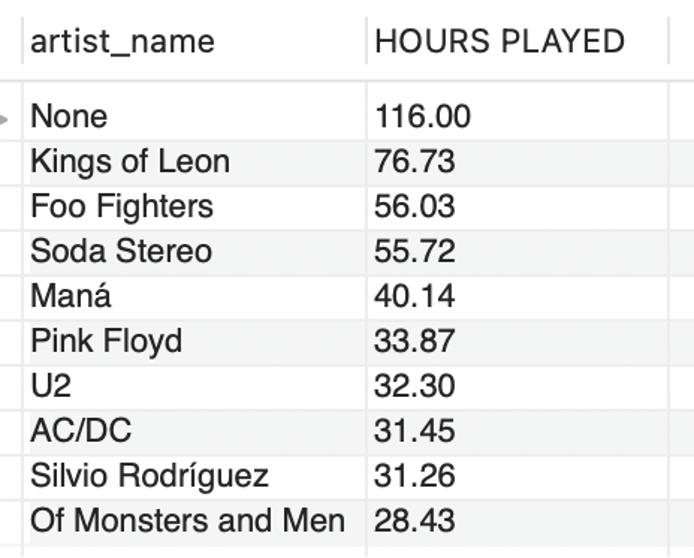 artist_name HOURS PLAYED
None 116.00
Kings of Leon 76.73
Foo Fighters 56.03
Soda Stereo 55.72
Maná 40.14
Pink Floyd 33.87
U2 32.30
AC/DC 31.45
Silvio Rodríguez 31.26
Of Monsters and Men 28.43